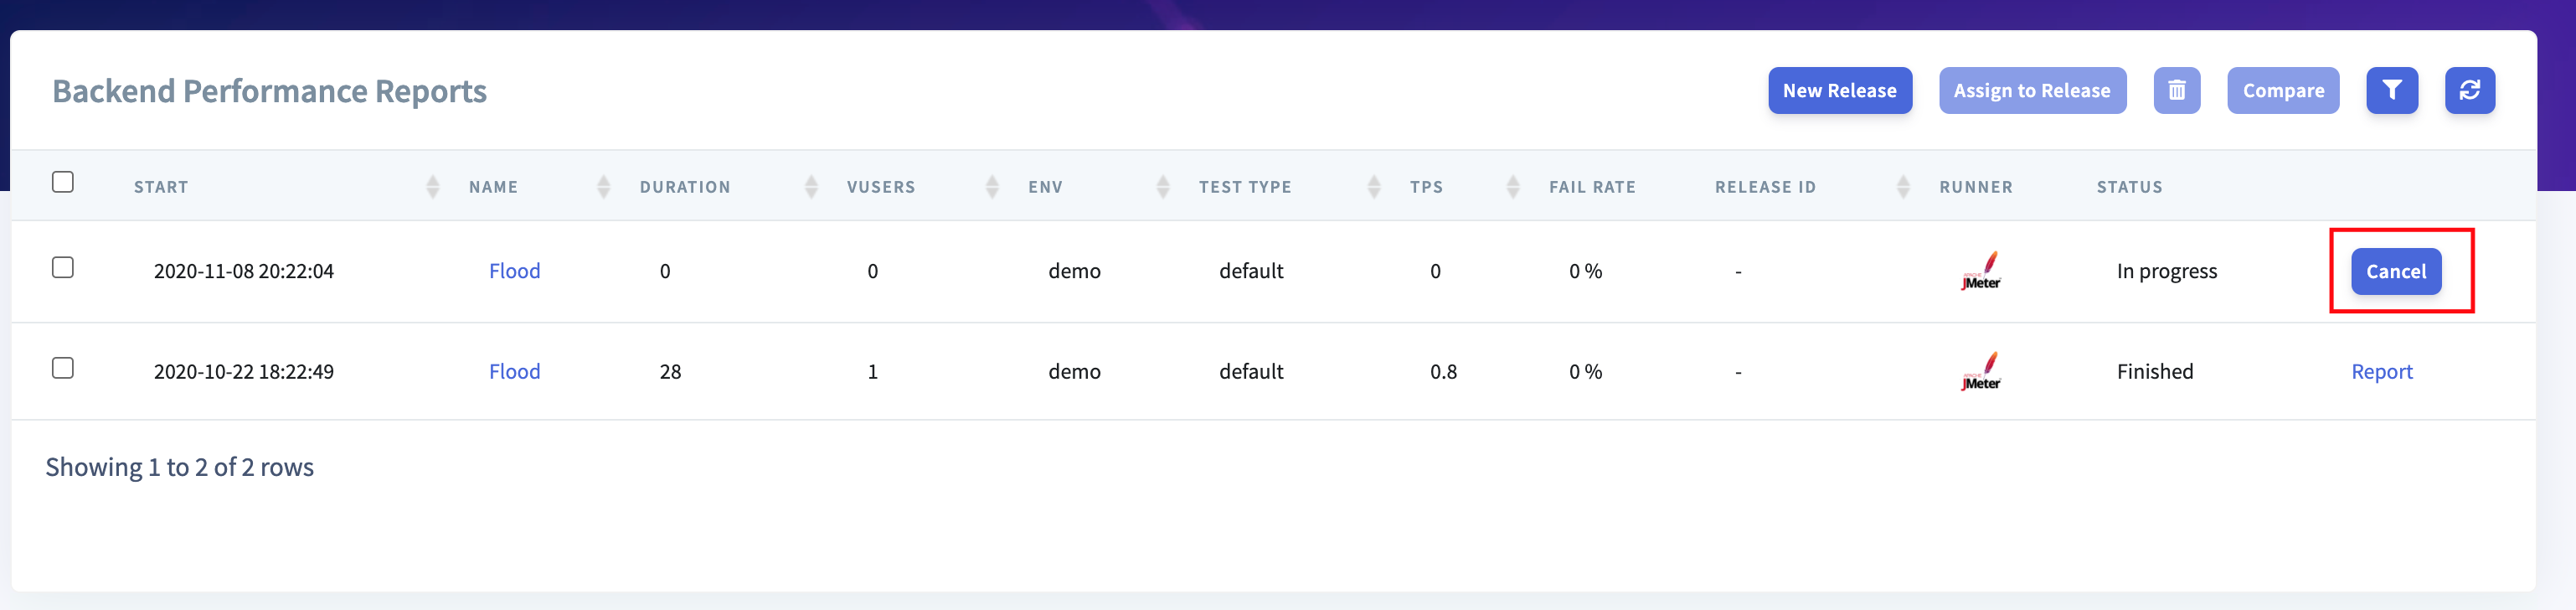 Backend Performance Reports New Release Assign to Release Compare
START NAME DURATION VUSERS ENV TEST TYPE TPS FAIL RATE RELEASE ID RUNNER STATUS
2020-11-08 20:22:04 Flood 0 0 demo default 0 0 % - APACHE JMeter In progress Cancel
2020-10-22 18:22:49 Flood 28 1 demo default 0.8 0 % - APACHE JMeter Finished Report
Showing 1 to 2 of 2 rows